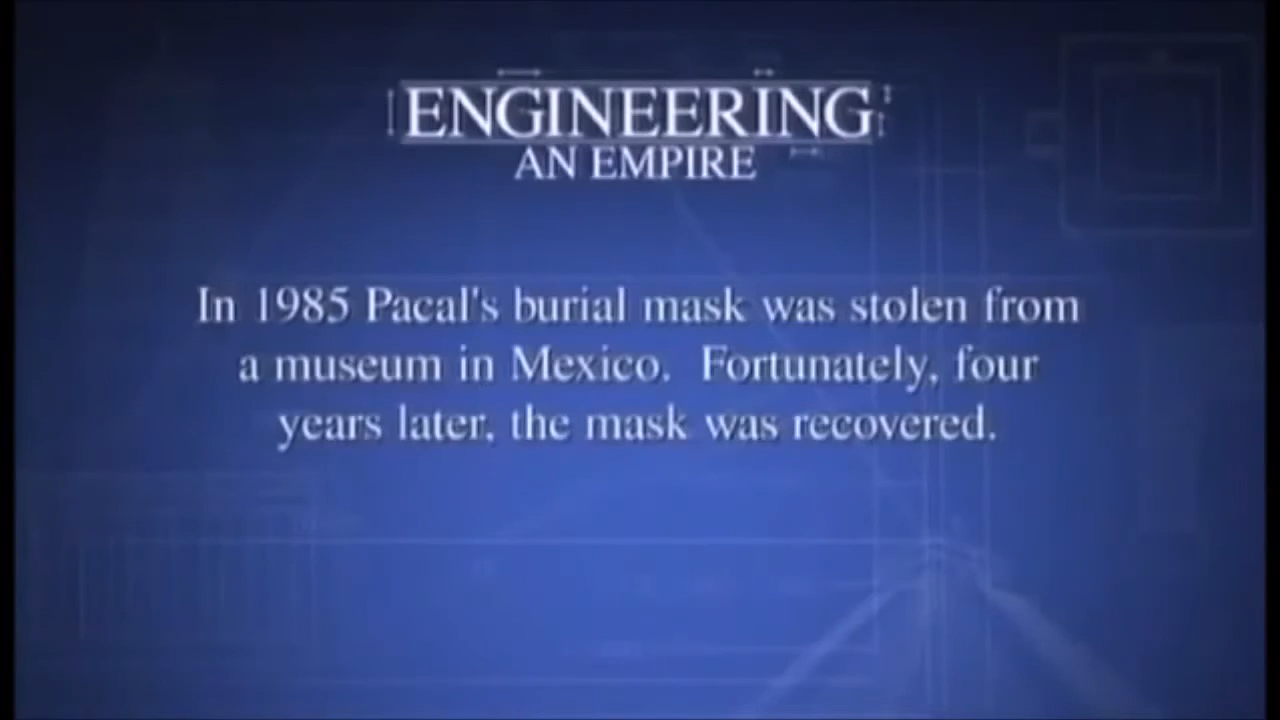 ENGINEERING
AN EMPIRE
In 1985 Pacal's burial mask was stolen from
a museum in Mexico.  Fortunately, four
years later, the mask was recovered.